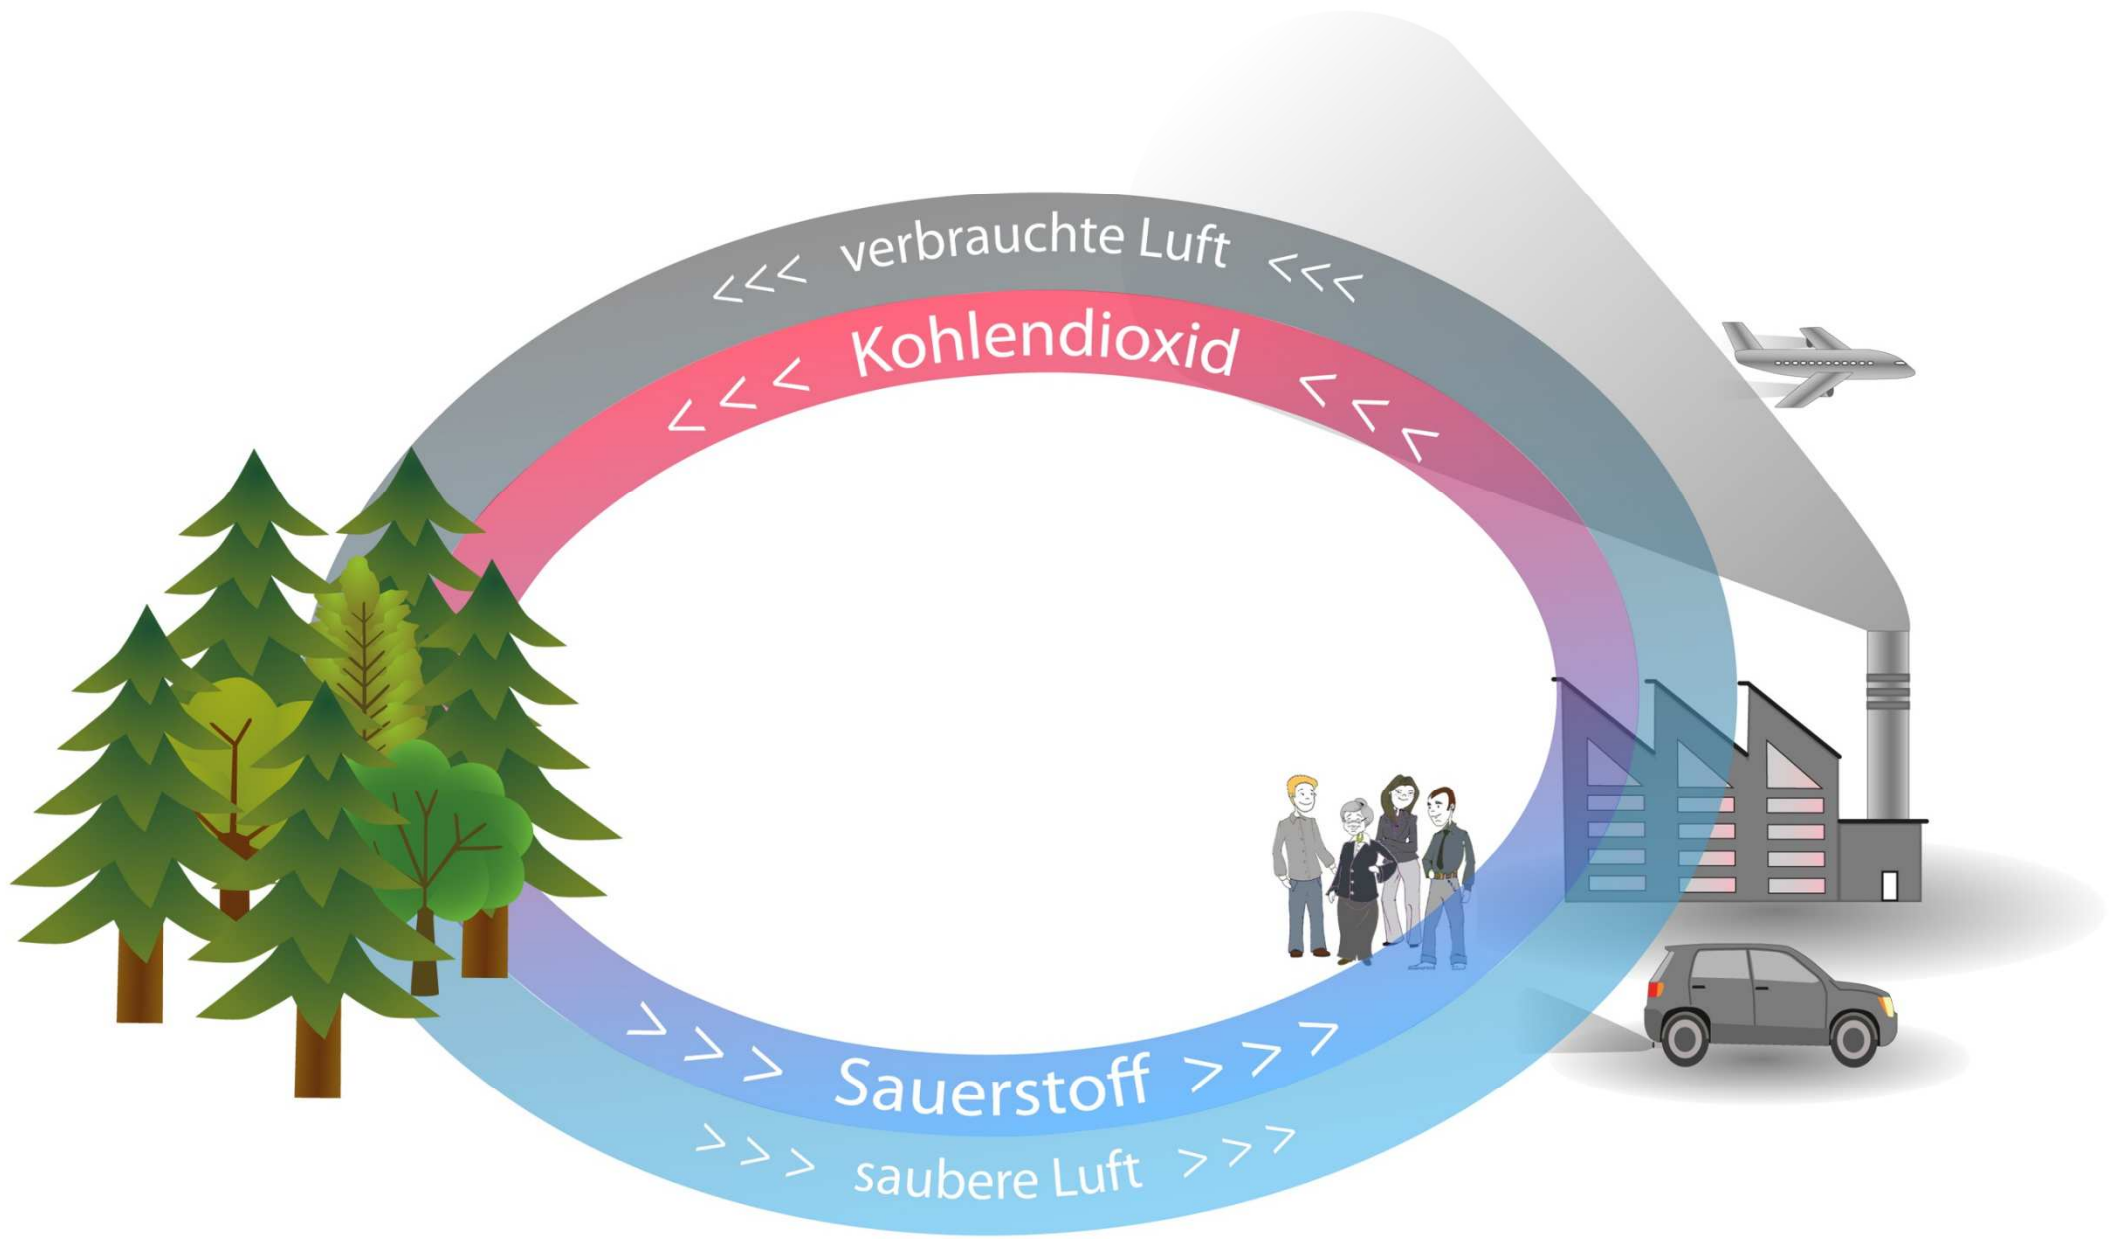 <<< verbrauchte Luft <<<
<<< Kohlendioxid <<<
>>> Sauerstoff >>>
>>> saubere Luft >>>